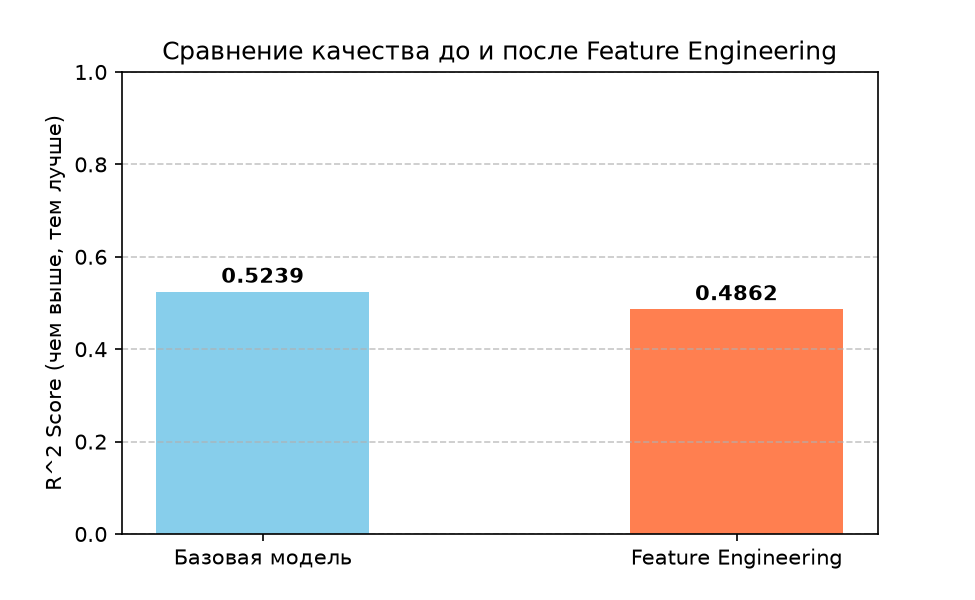 Сравнение качества до и после Feature Engineering
R^2 Score (чем выше, тем лучше)
1.0
0.8
0.6
0.4
0.2
0.0
0.5239
0.4862
Базовая модель
Feature Engineering